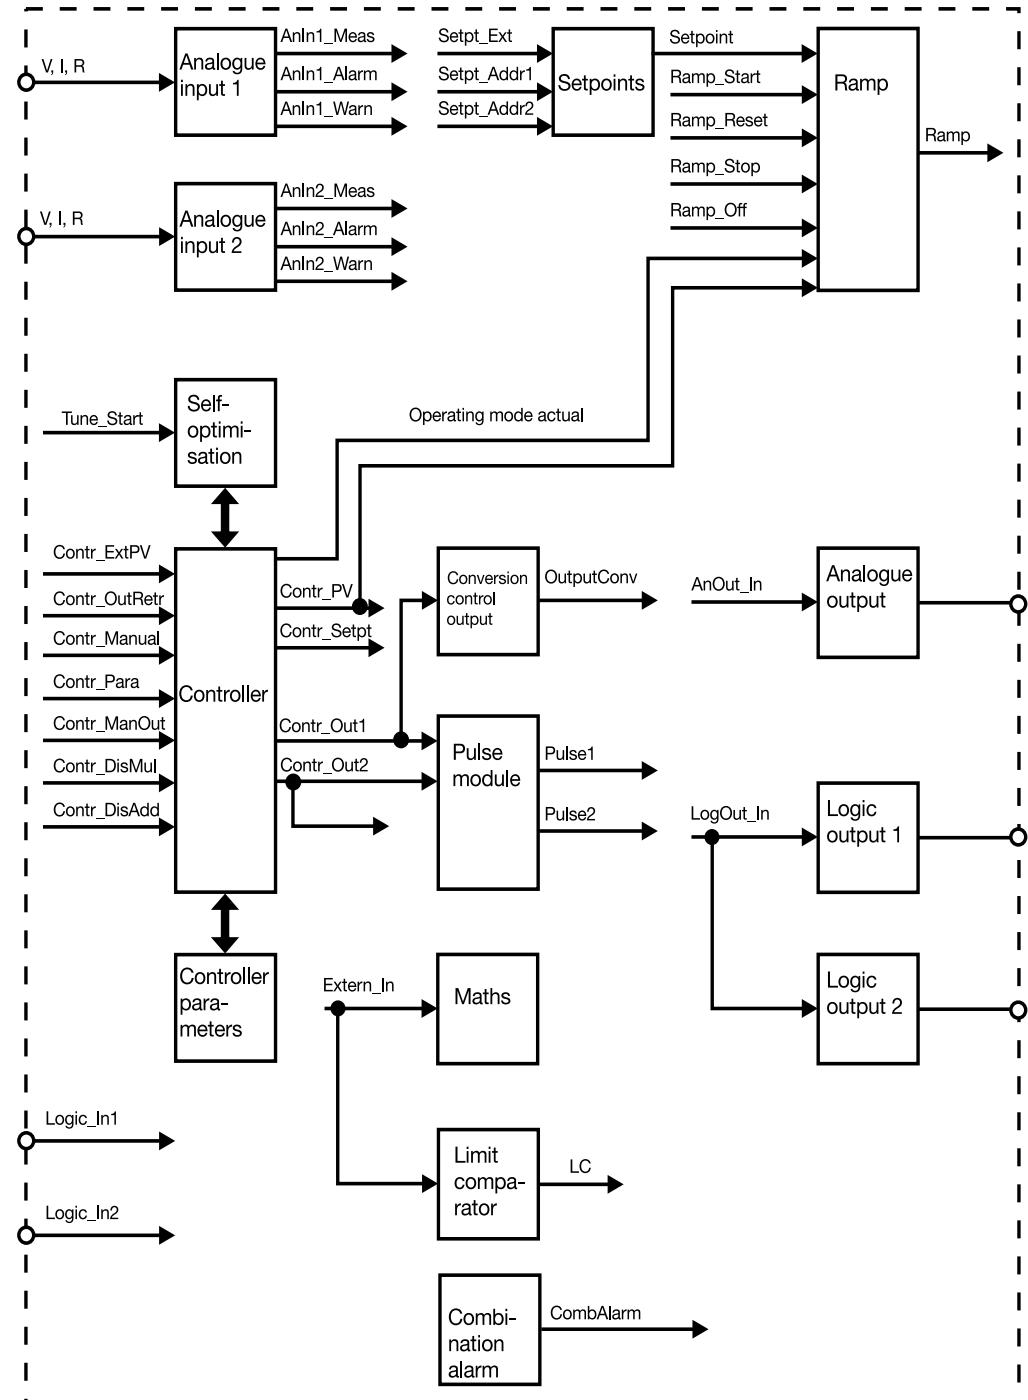 V, I, R
Analogue
input 1
AnIn1_Meas
AnIn1_Alarm
AnIn1_Warn
Setpt_Ext
Setpt_Addr1
Setpt_Addr2
Setpoints
Setpoint
Ramp_Start
Ramp_Reset
Ramp_Stop
Ramp_Off
Ramp
Ramp
V, I, R
Analogue
input 2
AnIn2_Meas
AnIn2_Alarm
AnIn2_Warn
Tune_Start
Self-
optimi-
sation
Operating mode actual
Contr_ExtPV
Contr_OutRetr
Contr_Manual
Contr_Para
Contr_ManOut
Contr_DisMul
Contr_DisAdd
Controller
Contr_PV
Contr_Setpt
Contr_Out1
Contr_Out2
Conversion
control
output
OutputConv
AnOut_In
Analogue
output
Pulse
module
Pulse1
Pulse2
LogOut_In
Logic
output 1
Logic
output 2
Controller
para-
meters
Extern_In
Maths
Logic_In1
Logic_In2
Limit
compa-
rator
LC
Combi-
nation
alarm
CombAlarm